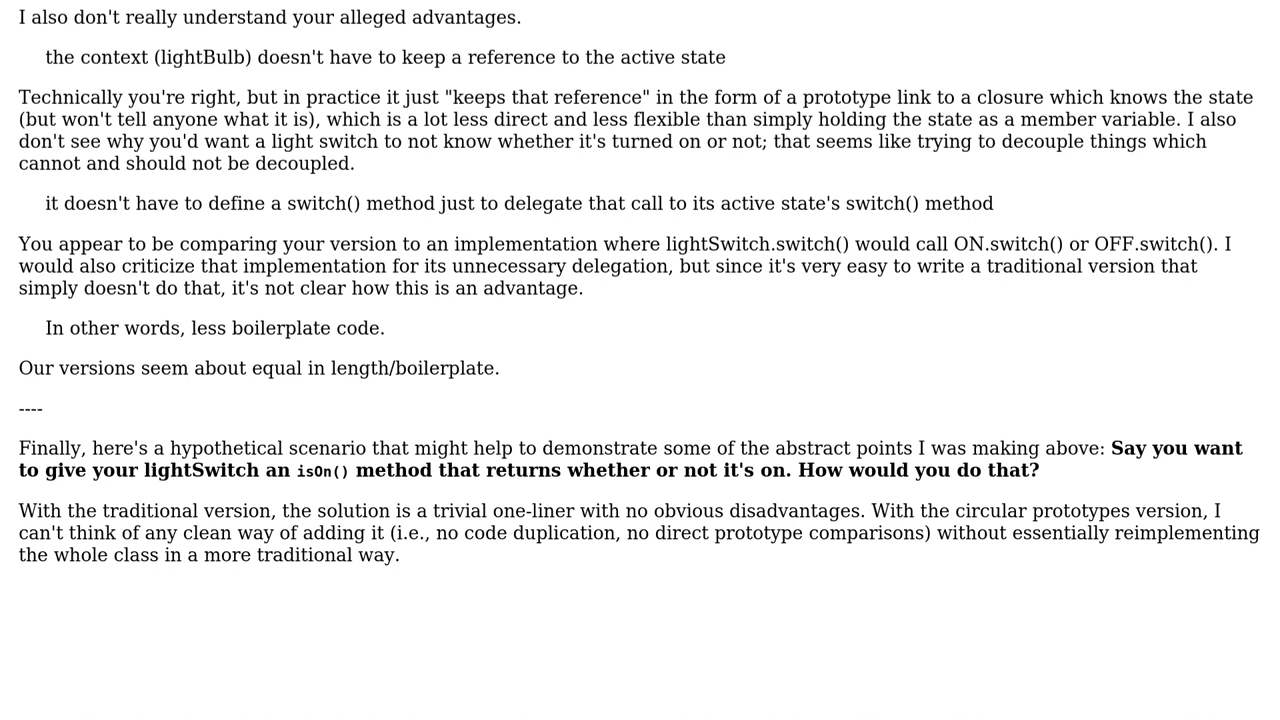 I also don't really understand your alleged advantages.
the context (lightBulb) doesn't have to keep a reference to the active state
Technically you're right, but in practice it just "keeps that reference" in the form of a prototype link to a closure which knows the state
(but won't tell anyone what it is), which is a lot less direct and less flexible than simply holding the state as a member variable. I also
don't see why you'd want a light switch to not know whether it's turned on or not; that seems like trying to decouple things which
cannot and should not be decoupled.
it doesn't have to define a switch() method just to delegate that call to its active state's switch() method
You appear to be comparing your version to an implementation where lightSwitch.switch() would call ON.switch() or OFF.switch(). I
would also criticize that implementation for its unnecessary delegation, but since it's very easy to write a traditional version that
simply doesn't do that, it's not clear how this is an advantage.
In other words, less boilerplate code.
Our versions seem about equal in length/boilerplate.
----
Finally, here's a hypothetical scenario that might help to demonstrate some of the abstract points I was making above: Say you want
to give your lightSwitch an isOn() method that returns whether or not it's on. How would you do that?
With the traditional version, the solution is a trivial one-liner with no obvious disadvantages. With the circular prototypes version, I
can't think of any clean way of adding it (i.e., no code duplication, no direct prototype comparisons) without essentially reimplementing
the whole class in a more traditional way.